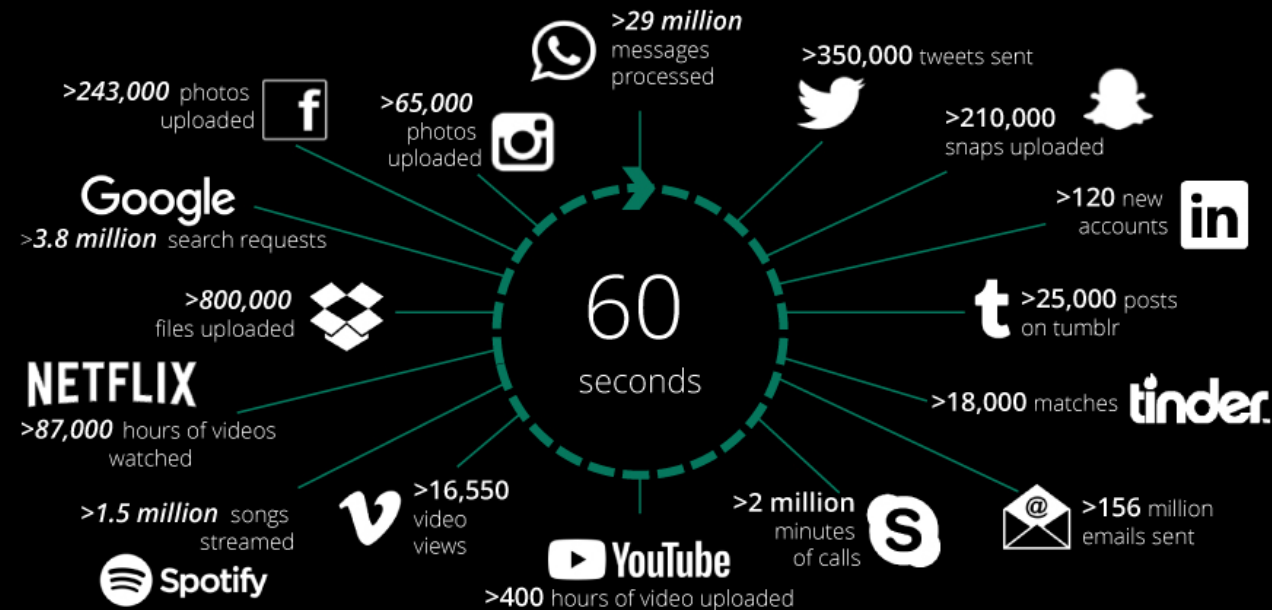 >29 million
messages
processed
>350,000 tweets sent
>210,000
snaps uploaded
>120 new
accounts
in
t
>25,000 posts
on tumblr
>18,000 matches
tinder.
@
>156 million
emails sent
>2 million
minutes
of calls
S
YouTube
>400 hours of video uploaded
v
>16,550
video
views
>1.5 million songs
streamed
Spotify
NETFLIX
>87,000 hours of videos
watched
>800,000
files uploaded
Google
>3.8 million search requests
>243,000 photos
uploaded
f
>65,000
photos
uploaded
60
seconds